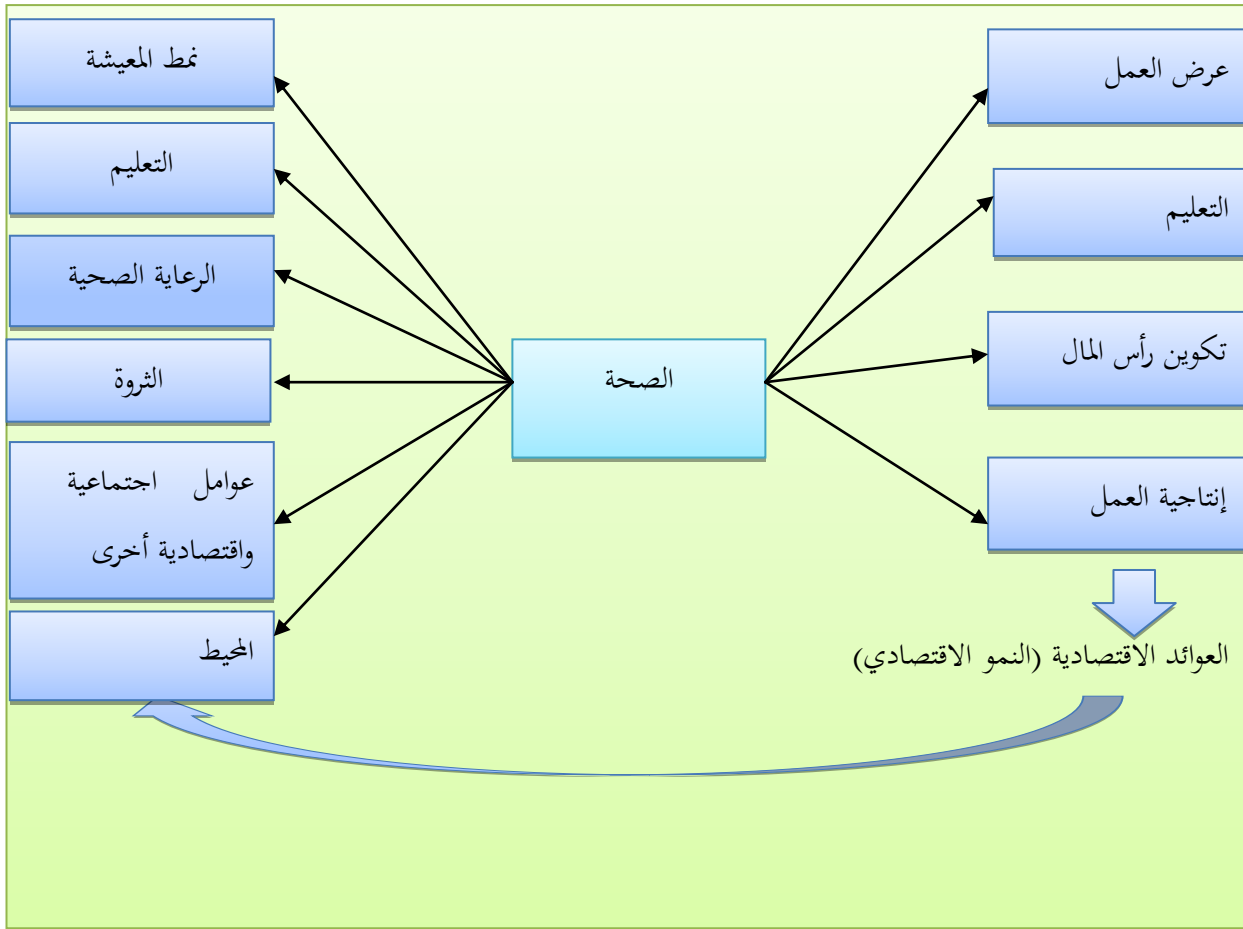 عرض العمل
التعليم
تكوين رأس المال
إنتاجية العمل
العوائد الاقتصادية (النمو الاقتصادي)
الصحة
نمط المعيشة
التعليم
الرعاية الصحية
الثروة
عوامل اجتماعية
واقتصادية أخرى
المحيط